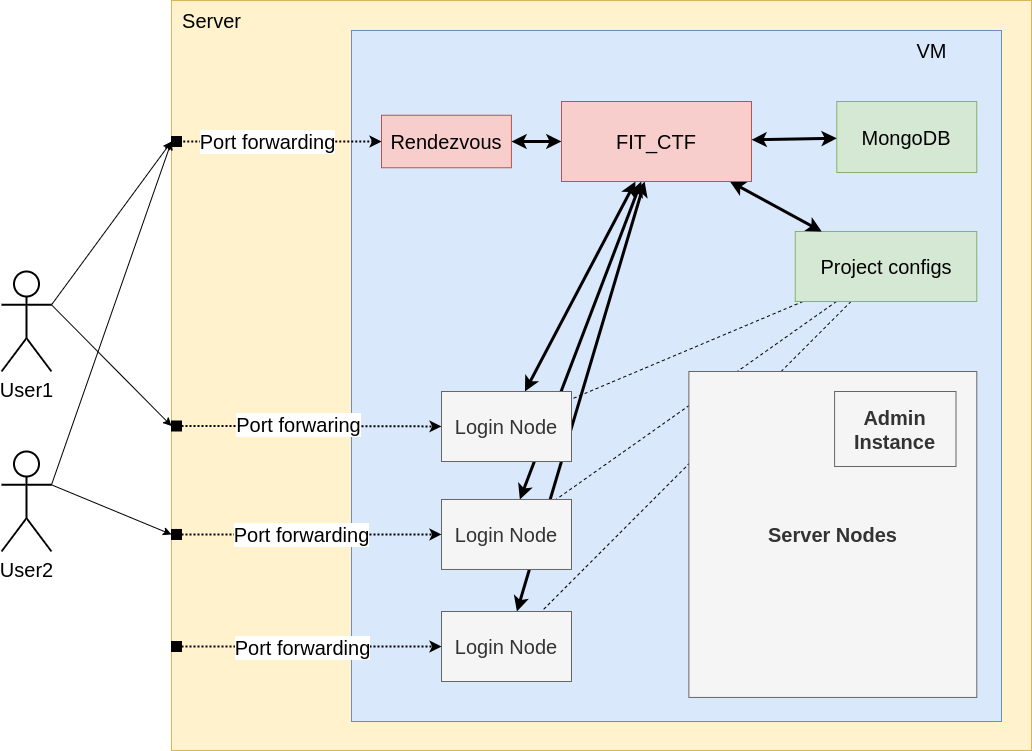 Server
VM
Port forwarding
Rendezvous
FIT_CTF
MongoDB
Project configs
User1
Port forwaring
Login Node
Admin
Instance
User2
Port forwarding
Login Node
Server Nodes
Port forwarding
Login Node